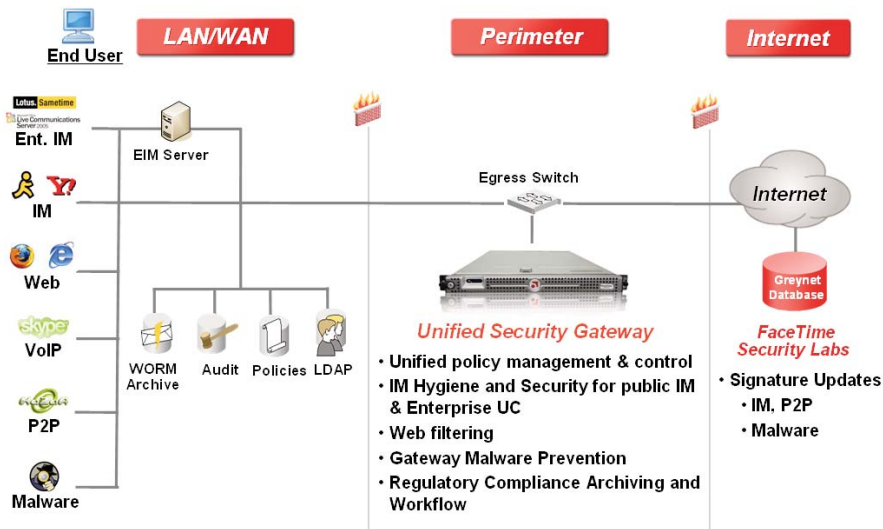 End User
LAN/WAN
Perimeter
Internet
Lotus. Sametime
Live Communications
Server 2005
Ent. IM
EIM Server
IM
Y!
Egress Switch
Internet
Web
Greynet
Database
skype
VoIP
WORM
Archive
Audit
Policies
LDAP
P2P
Malware
Unified Security Gateway
• Unified policy management & control
• IM Hygiene and Security for public IM
& Enterprise UC
• Web filtering
• Gateway Malware Prevention
• Regulatory Compliance Archiving and
Workflow
FaceTime
Security Labs
• Signature Updates
• IM, P2P
• Malware